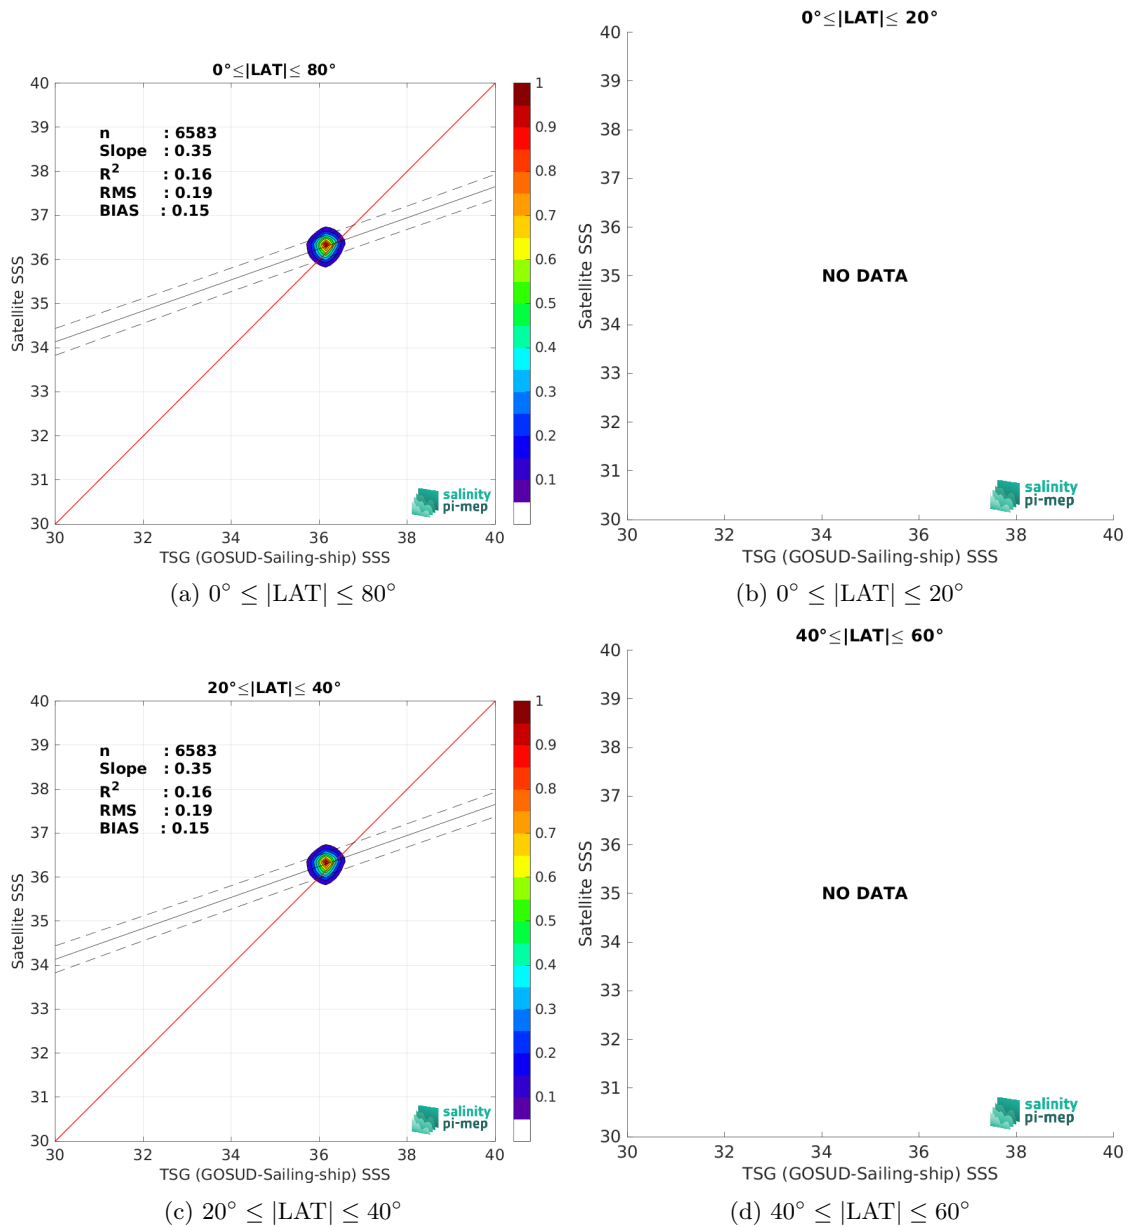 0°≤|LAT|≤ 80°
n : 6583
Slope : 0.35
R² : 0.16
RMS : 0.19
BIAS : 0.15
40
39
38
37
36
35
34
33
32
31
30
30 32 34 36 38 40
Satellite SSS
TSG (GOSUD-Sailing-ship) SSS
1
0.9
0.8
0.7
0.6
0.5
0.4
0.3
0.2
0.1
salinity
pi-mep
(a) 0° ≤ |LAT| ≤ 80°
0°≤|LAT|≤ 20°
40
39
38
37
36
35
34
33
32
31
30
30 32 34 36 38 40
Satellite SSS
NO DATA
TSG (GOSUD-Sailing-ship) SSS
salinity
pi-mep
(b) 0° ≤ |LAT| ≤ 20°
20°≤|LAT|≤ 40°
n : 6583
Slope : 0.35
R² : 0.16
RMS : 0.19
BIAS : 0.15
40
39
38
37
36
35
34
33
32
31
30
30 32 34 36 38 40
Satellite SSS
TSG (GOSUD-Sailing-ship) SSS
1
0.9
0.8
0.7
0.6
0.5
0.4
0.3
0.2
0.1
salinity
pi-mep
(c) 20° ≤ |LAT| ≤ 40°
40°≤|LAT|≤ 60°
40
39
38
37
36
35
34
33
32
31
30
30 32 34 36 38 40
Satellite SSS
NO DATA
TSG (GOSUD-Sailing-ship) SSS
salinity
pi-mep
(d) 40° ≤ |LAT| ≤ 60°